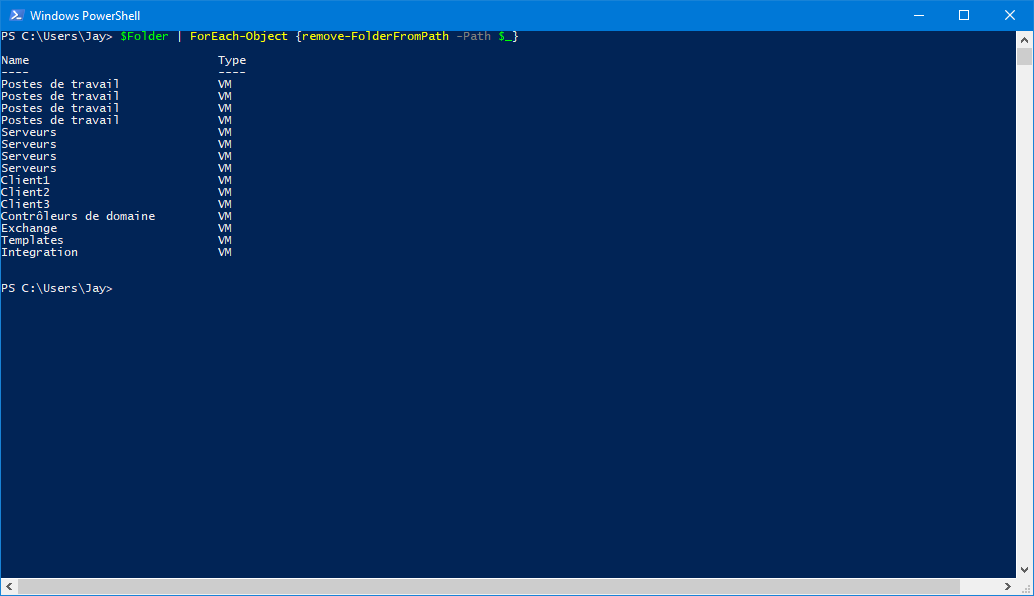 Windows PowerShell
PS C:\Users\Jay> $Folder | ForEach-Object {remove-FolderFromPath -Path $_}
Name                           Type
----                           ----
Postes de travail              VM
Postes de travail              VM
Postes de travail              VM
Postes de travail              VM
Serveurs                       VM
Serveurs                       VM
Serveurs                       VM
Serveurs                       VM
Client1                        VM
Client2                        VM
Client3                        VM
Contrôleurs de domaine         VM
Exchange                       VM
Templates                      VM
Integration                    VM
PS C:\Users\Jay>